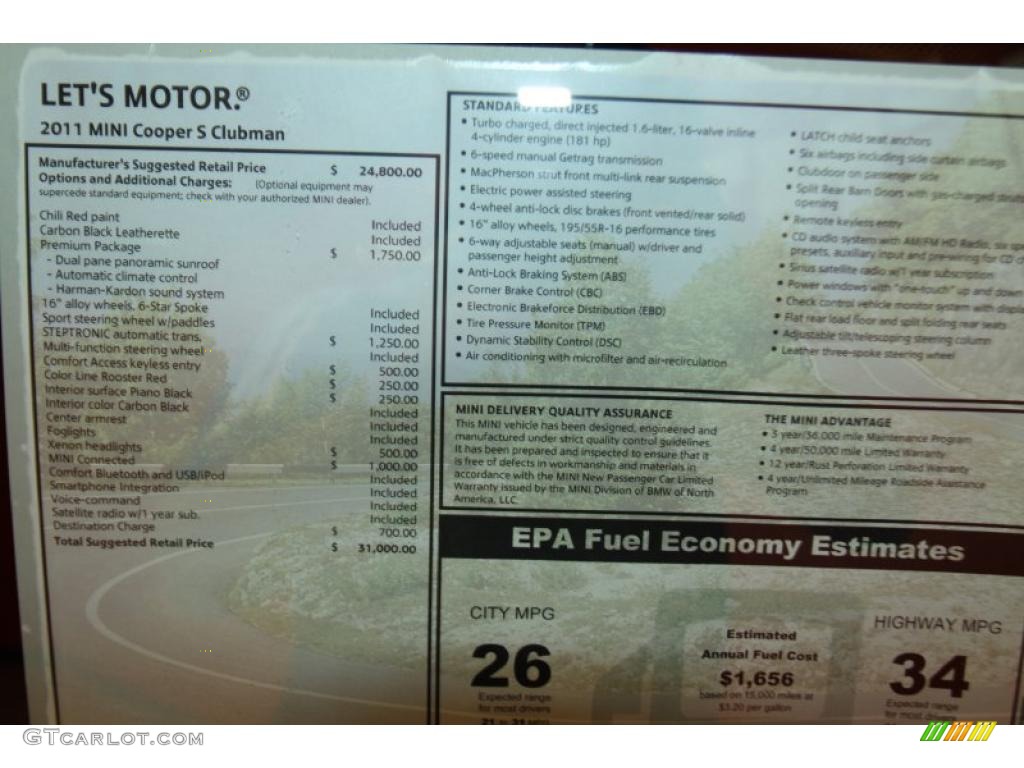 LET'S MOTOR.®
2011 MINI Cooper S Clubman
Manufacturer's Suggested Retail Price $ 24,800.00
Options and Additional Charges: (Optional equipment may
supercede standard equipment; check with your authorized MINI dealer).
Chili Red paint Included
Carbon Black Leatherette Included
Premium Package $ 1,750.00
- Dual pane panoramic sunroof
- Automatic climate control
- Harman-Kardon sound system
16" alloy wheels, 6-Star Spoke Included
Sport steering wheel w/paddles Included
STEPTRONIC automatic trans. $ 1,250.00
Multi-function steering wheel Included
Comfort Access keyless entry $ 500.00
Color Line Rooster Red $ 250.00
Interior surface Piano Black $ 250.00
Interior color Carbon Black Included
Center armrest Included
Foglights Included
Xenon headlights $ 500.00
MINI Connected $ 1,000.00
Comfort Bluetooth and USB/iPod Included
Smartphone Integration Included
Voice-command Included
Satellite radio w/1 year sub. Included
Destination Charge $ 700.00
Total Suggested Retail Price $ 31,000.00
STANDARD FEATURES
• Turbo charged, direct injected 1.6-liter, 16-valve inline
4-cylinder engine (181 hp)
• 6-speed manual Getrag transmission
• MacPherson strut front multi-link rear suspension
• Electric power assisted steering
• 4-wheel anti-lock disc brakes (front vented/rear solid)
• 16" alloy wheels, 195/55R-16 performance tires
• 6-way adjustable seats (manual) w/driver and
passenger height adjustment
• Anti-Lock Braking System (ABS)
• Corner Brake Control (CBC)
• Electronic Brakeforce Distribution (EBD)
• Tire Pressure Monitor (TPM)
• Dynamic Stability Control (DSC)
• Air conditioning with microfilter and air-recirculation
• LATCH child seat anchors
• Six airbags including side curtain airbags
• Clubdoor on passenger side
• Split Rear Barn Doors with gas-charged struts
opening
• Remote keyless entry
• CD audio system with AM/FM HD Radio, six
presets, auxiliary input and pre-wiring for CD
• Sirius satellite radio w/1 year subscription
• Power windows with "one-touch" up and down
• Check control vehicle monitor system with
• Flat rear load floor and split folding rear seats
• Adjustable tilt/telescoping steering column
• Leather three-spoke steering wheel
MINI DELIVERY QUALITY ASSURANCE
This MINI vehicle has been designed, engineered and
manufactured under strict quality control guidelines.
It has been prepared and inspected to ensure that it
is free of defects in workmanship and materials in
accordance with the MINI New Passenger Car Limited
Warranty issued by the MINI Division of BMW of North
America, LLC.
THE MINI ADVANTAGE
• 3 year/36,000 mile Maintenance Program
• 4 year/50,000 mile Limited Warranty
• 12 year/Rust Perforation Limited Warranty
• 4 year/Unlimited Mileage Roadside Assistance
Program
EPA Fuel Economy Estimates
CITY MPG
26
Expected range
for most drivers
21 to 31 MPG
Estimated
Annual Fuel Cost
$1,656
based on 15,000 miles at
$3.20 per gallon
HIGHWAY MPG
34
Expected range
for most drivers
GTCARLOT.COM